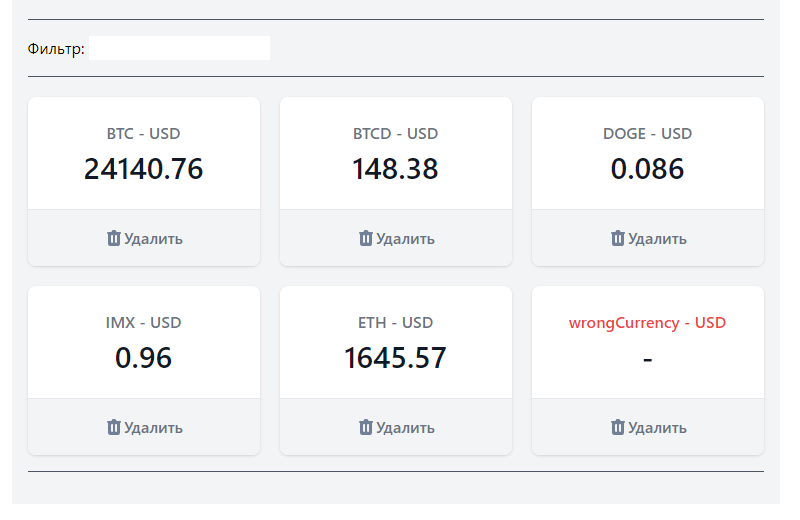 Фильтр:
BTC - USD
24140.76
Удалить
BTCD - USD
148.38
Удалить
DOGE - USD
0.086
Удалить
IMX - USD
0.96
Удалить
ETH - USD
1645.57
Удалить
wrongCurrency - USD
-
Удалить